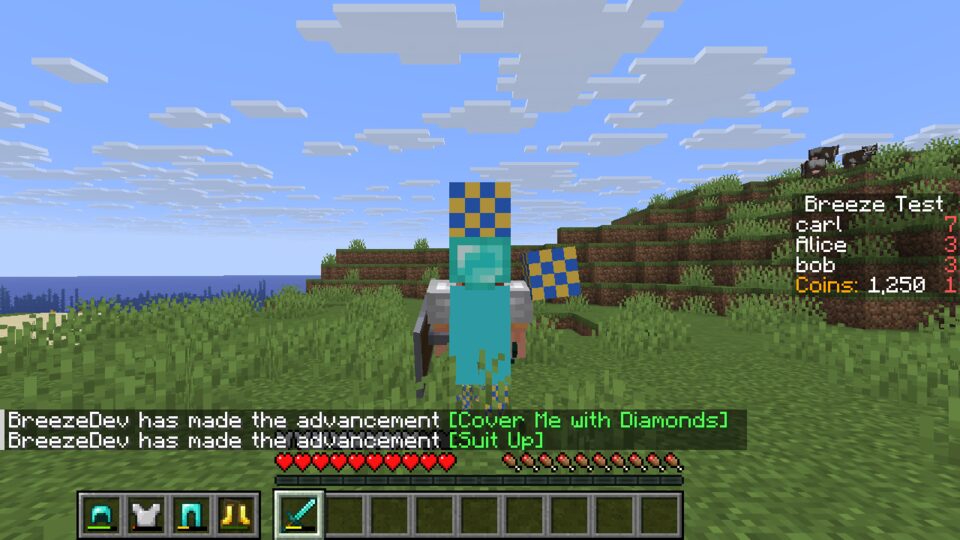 Breeze Test
carl 7
Alice 3
bob 3
Coins: 1,250 1
BreezeDev has made the advancement [Cover Me with Diamonds]
BreezeDev has made the advancement [Suit Up]